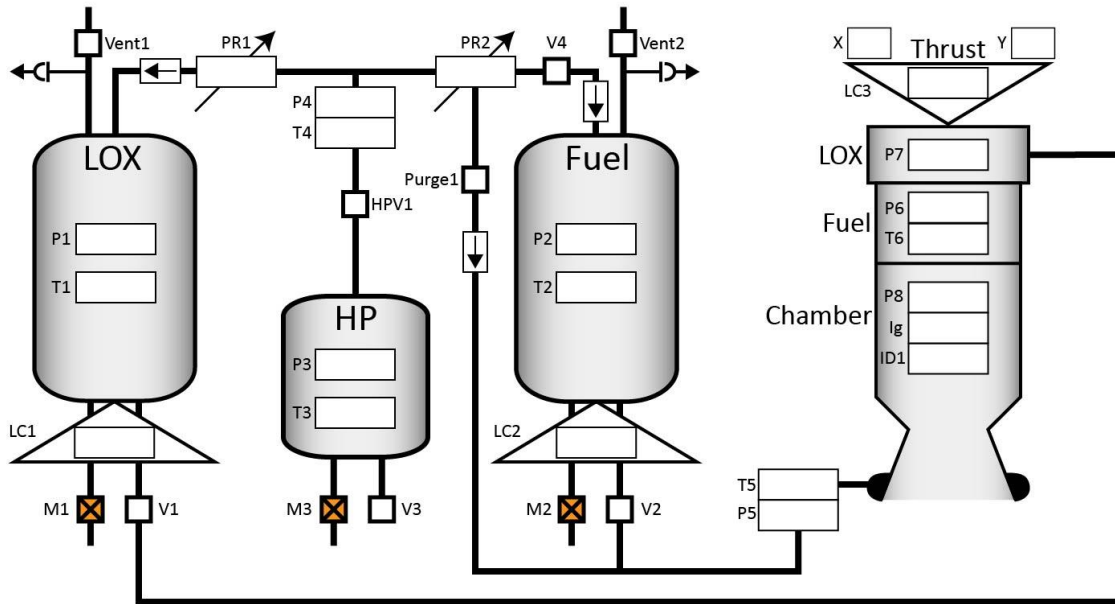 Vent1
PR1
PR2
V4
Vent2
X
Thrust
Y
LC3
P4
T4
LOX
Fuel
LOX
P7
Purge1
HPV1
P6
Fuel
T6
P1
P2
T1
T2
P8
HP
Chamber
Ig
P3
ID1
T3
LC1
LC2
T5
M1
V1
M3
V3
M2
V2
P5